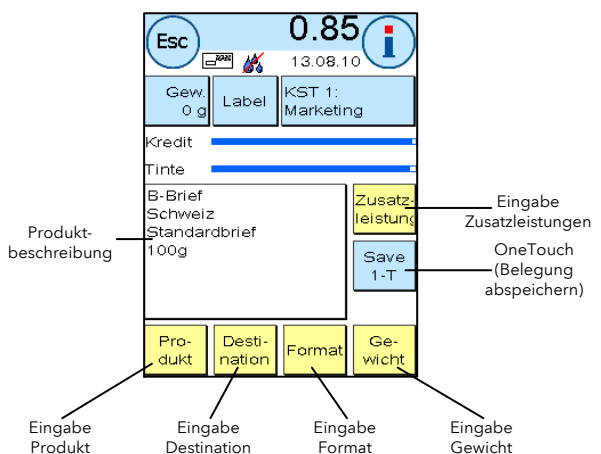 Esc
0.85
i
13.08.10
Gew.
0 g
Label
KST 1:
Marketing
Kredit
Tinte
B-Brief
Schweiz
Standardbrief
100g
Zusatz-
leistung
Save
1-T
Pro-
dukt
Desti-
nation
Format
Ge-
wicht
Produkt-
beschreibung
Eingabe
Zusatzleistungen
OneTouch
(Belegung
abspeichern)
Eingabe
Produkt
Eingabe
Destination
Eingabe
Format
Eingabe
Gewicht